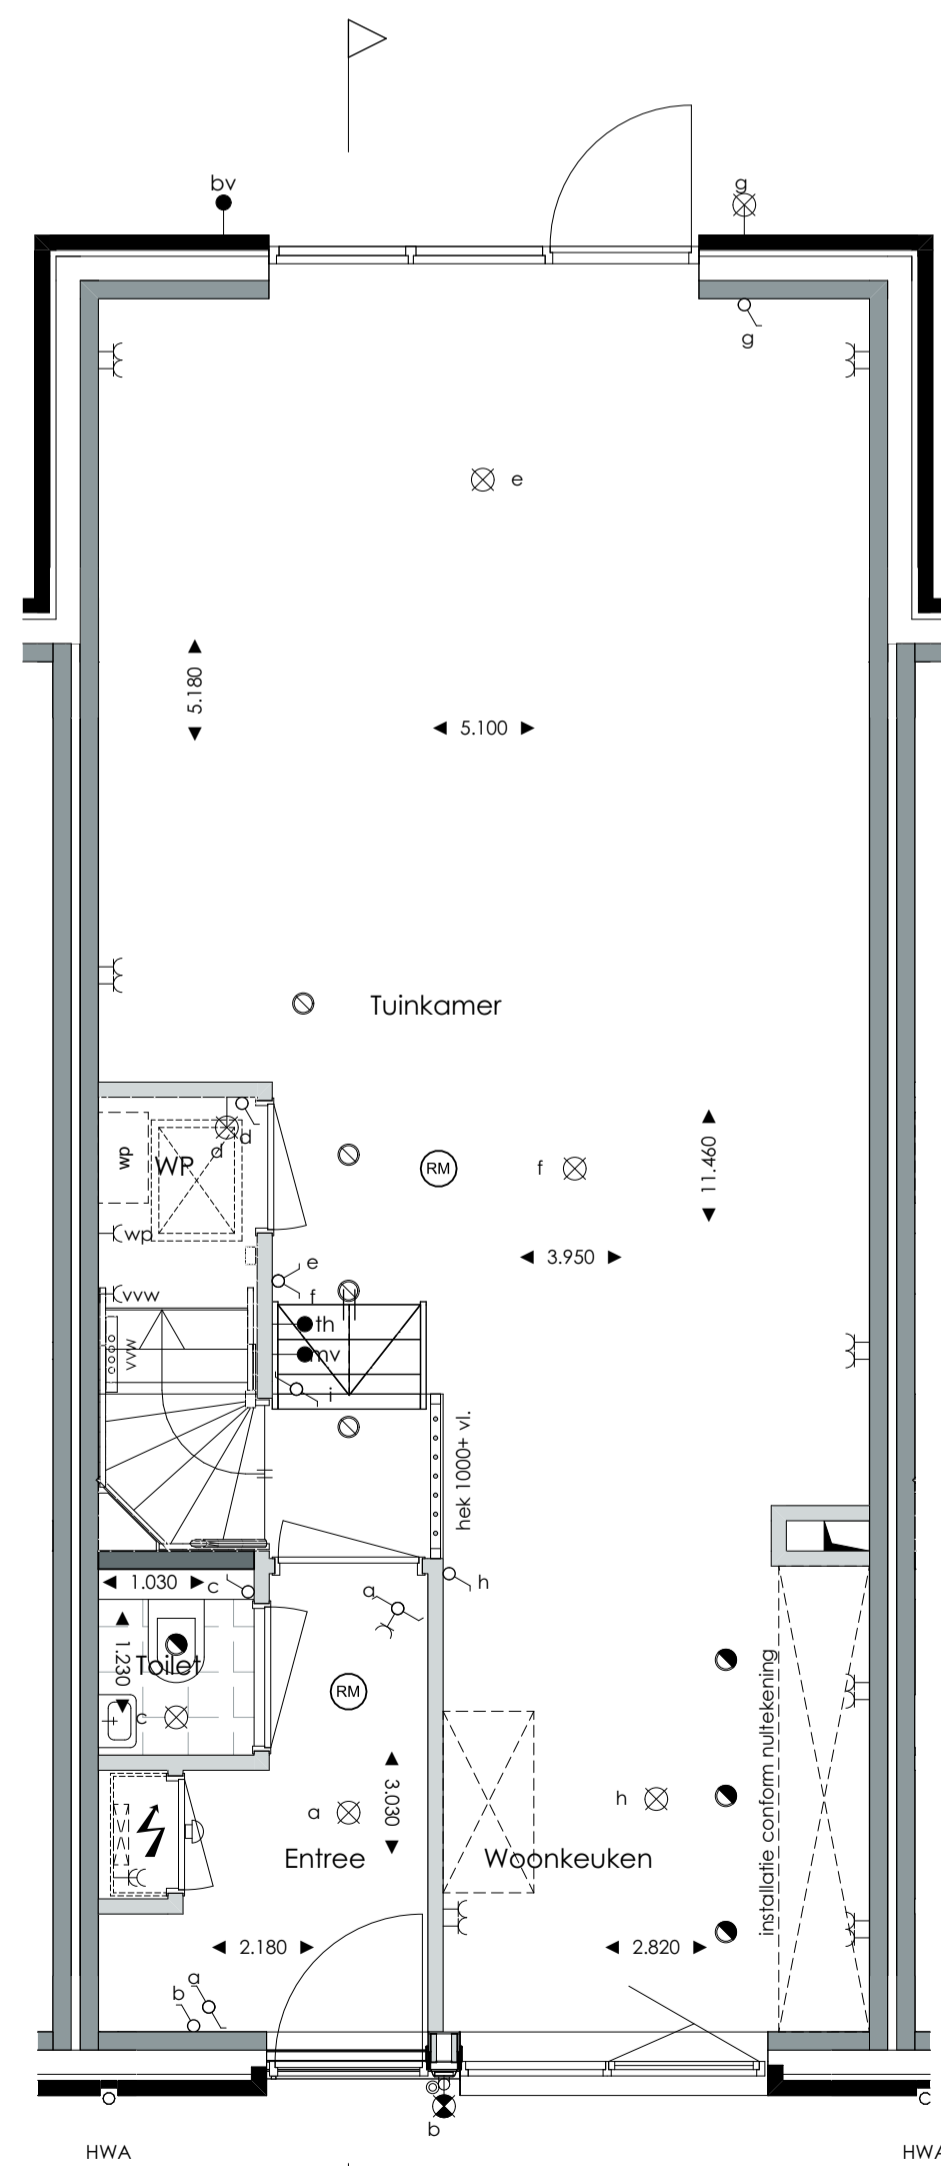 bv
g
g
e
5.180
5.100
Tuinkamer
d
d
dw
WP
RM
f
11.460
wp
3.950
e
f
vvw
th
vvw
mv
i
hek 1000+ vl.
1.030
c
a
h
1.230
Toilet
RM
c
installatie conform nultekening
a
3.030
h
Entree
Woonkeuken
2.180
2.820
a
b
b
HWA
HWA